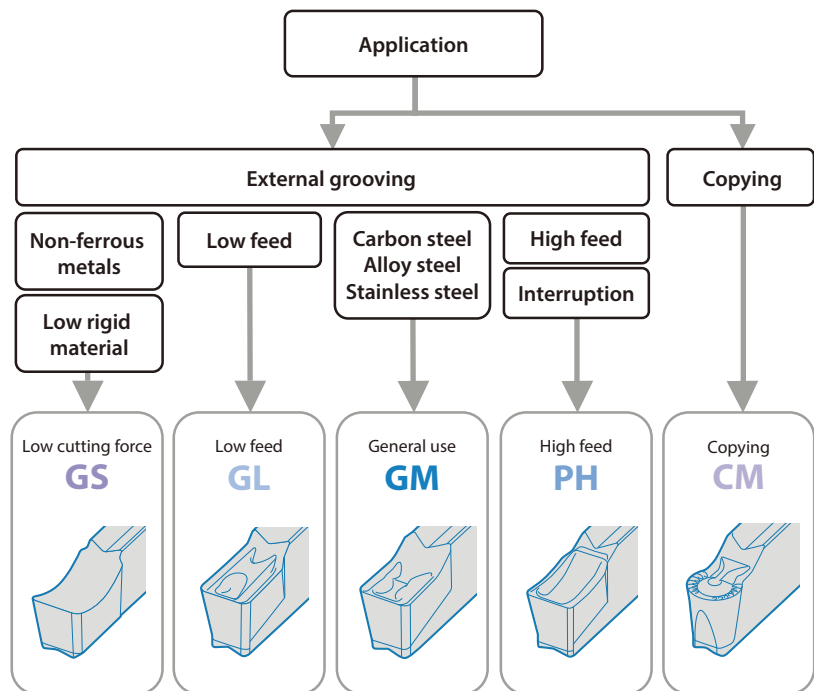 Application
External grooving
Copying
Non-ferrous
metals
Low rigid
material
Low feed
Carbon steel
Alloy steel
Stainless steel
High feed
Interruption
Low cutting force
GS
Low feed
GL
General use
GM
High feed
PH
Copying
CM